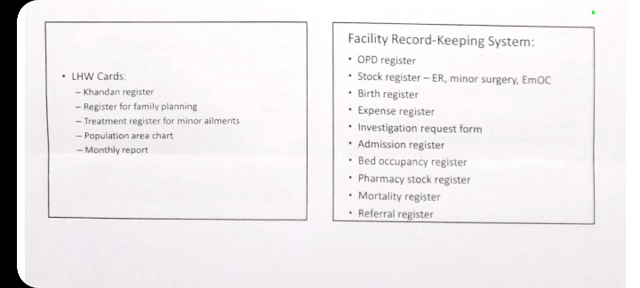 • LHW Cards:
– Khandan register
– Register for family planning
– Treatment register for minor ailments
– Population area chart
– Monthly report
Facility Record-Keeping System:
• OPD register
• Stock register – ER, minor surgery, EmOC
• Birth register
• Expense register
• Investigation request form
• Admission register
• Bed occupancy register
• Pharmacy stock register
• Mortality register
• Referral register